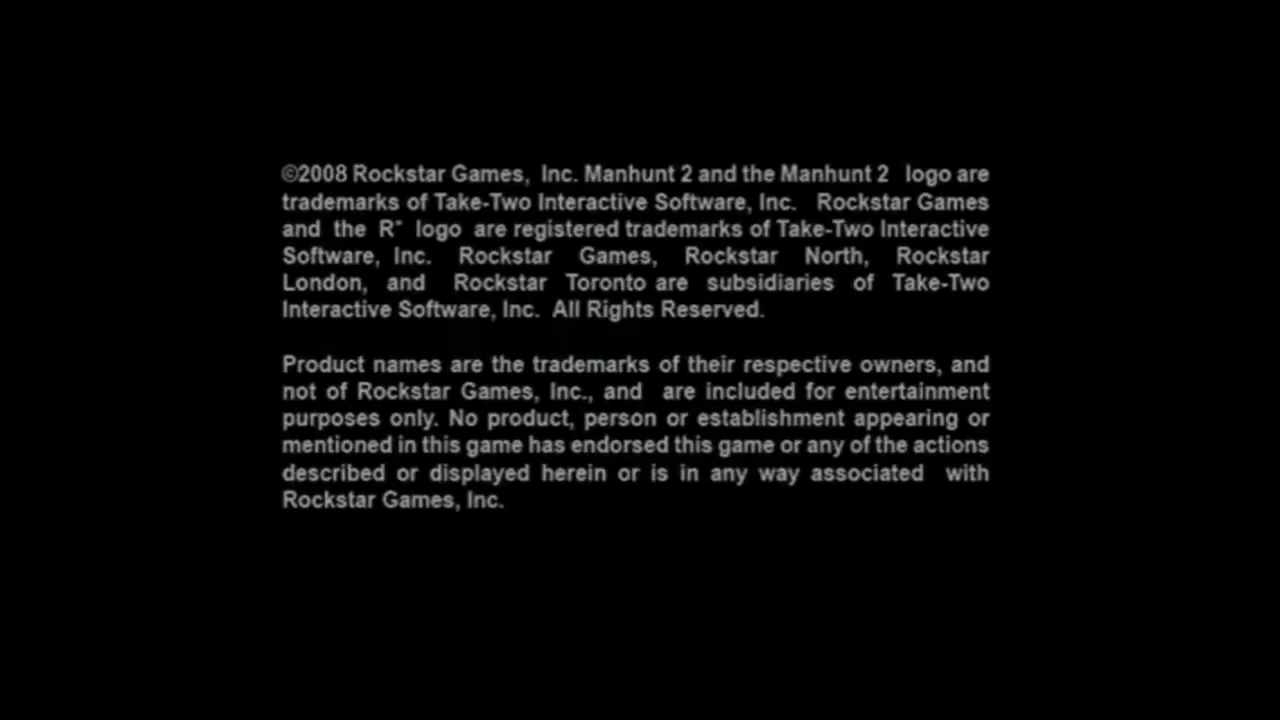 ©2008 Rockstar Games, Inc. Manhunt 2 and the Manhunt 2 logo are
trademarks of Take-Two Interactive Software, Inc. Rockstar Games
and the R* logo are registered trademarks of Take-Two Interactive
Software, Inc. Rockstar Games, Rockstar North, Rockstar
London, and Rockstar Toronto are subsidiaries of Take-Two
Interactive Software, Inc. All Rights Reserved.
Product names are the trademarks of their respective owners, and
not of Rockstar Games, Inc., and are included for entertainment
purposes only. No product, person or establishment appearing or
mentioned in this game has endorsed this game or any of the actions
described or displayed herein or is in any way associated with
Rockstar Games, Inc.